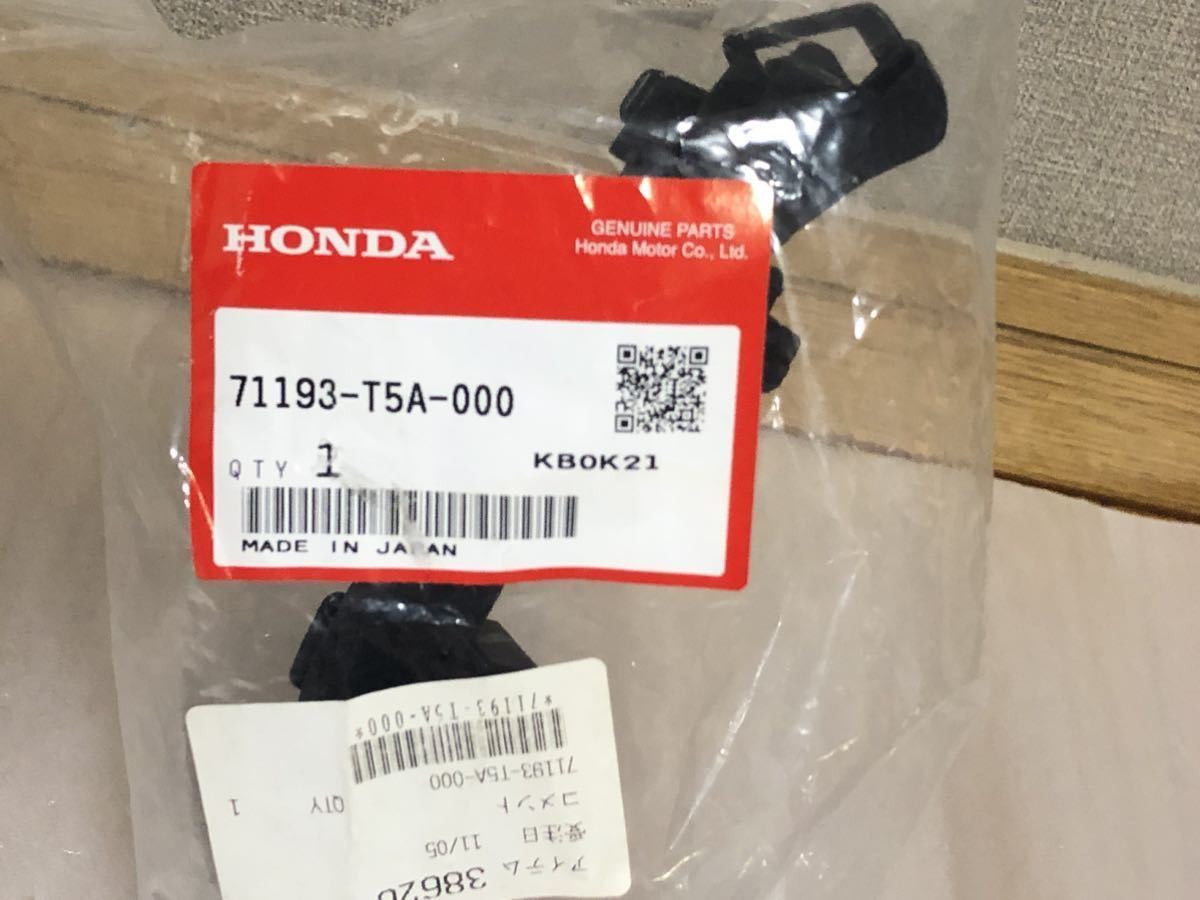 HONDA
GENUINE PARTS
Honda Motor Co., Ltd.
71193-T5A-000
QTY 1
KB0K21
MADE IN JAPAN
アイテム 38626
受注日 11/05
コメント
QTY 1
71193-T5A-000
*71193-T5A-000*